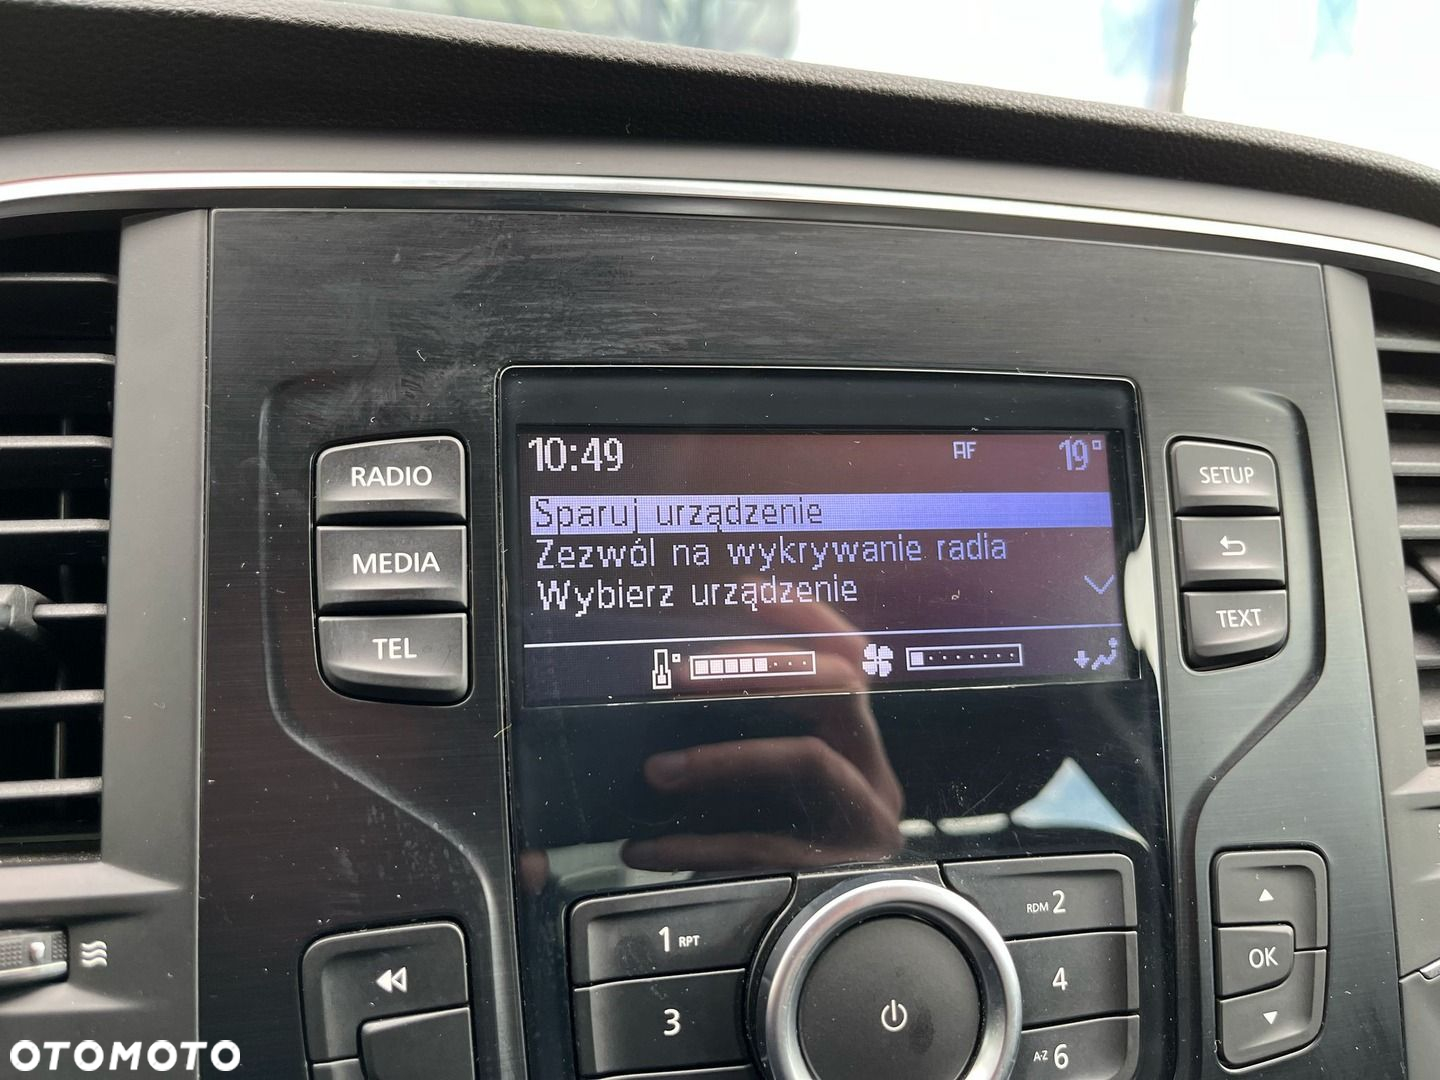 10:49 AF 19°
Sparuj urządzenie
Zezwól na wykrywanie radia
Wybierz urządzenie
RADIO
MEDIA
TEL
SETUP
TEXT
1 RPT
RDM 2
3
4
A-Z 6
OK
OTOMOTO